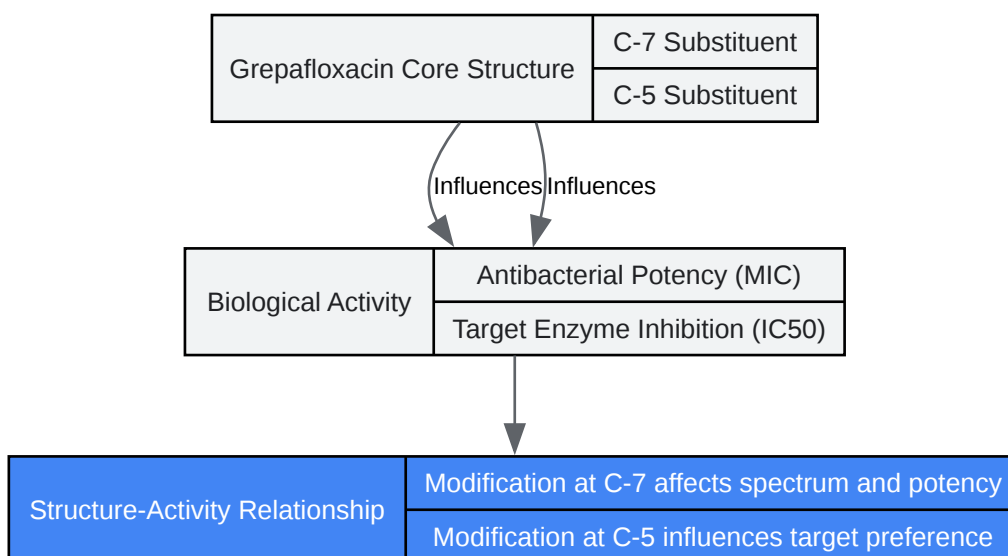 Grepafloxacin Core Structure
C-7 Substituent
C-5 Substituent
Influences
Influences
Biological Activity
Antibacterial Potency (MIC)
Target Enzyme Inhibition (IC50)
Structure-Activity Relationship
Modification at C-7 affects spectrum and potency
Modification at C-5 influences target preference